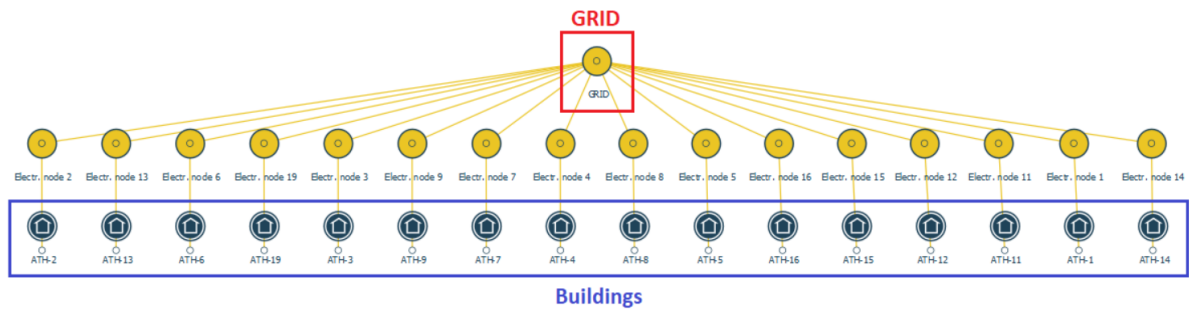 GRID
GRID
Electr. node 2 Electr. node 13 Electr. node 6 Electr. node 19 Electr. node 3 Electr. node 9 Electr. node 7 Electr. node 4 Electr. node 8 Electr. node 5 Electr. node 16 Electr. node 15 Electr. node 12 Electr. node 11 Electr. node 1 Electr. node 14
ATH-2 ATH-13 ATH-6 ATH-19 ATH-3 ATH-9 ATH-7 ATH-4 ATH-8 ATH-5 ATH-16 ATH-15 ATH-12 ATH-11 ATH-1 ATH-14
Buildings